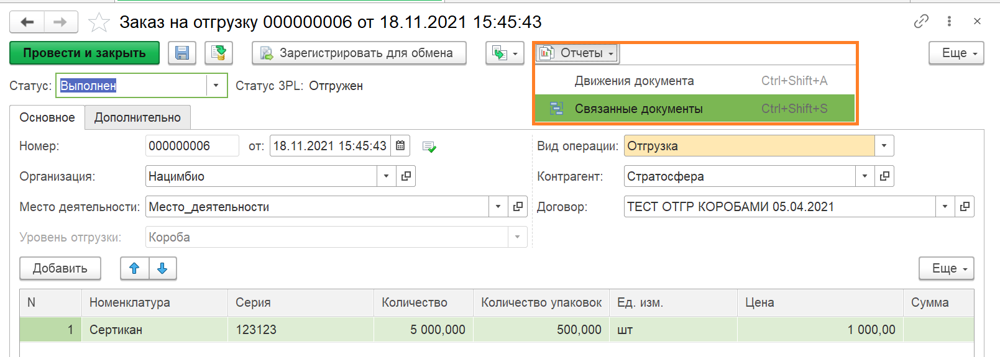 Заказ на отгрузку 000000006 от 18.11.2021 15:45:43
Провести и закрыть Зарегистрировать для обмена Отчеты Еще
Движения документа Ctrl+Shift+A
Статус: Выполнен Статус 3PL: Отгружен
Связанные документы Ctrl+Shift+S
Основное Дополнительно
Номер: 000000006 от: 18.11.2021 15:45:43 Вид операции: Отгрузка
Организация: Нацимбио Контрагент: Стратосфера
Место деятельности: Место_деятельности Договор: ТЕСТ ОТГР КОРОБАМИ 05.04.2021
Уровень отгрузки: Короба
Добавить Еще
N Номенклатура Серия Количество Количество упаковок Ед. изм. Цена Сумма
1 Сертикан 123123 5 000,000 500,000 шт 1 000,00